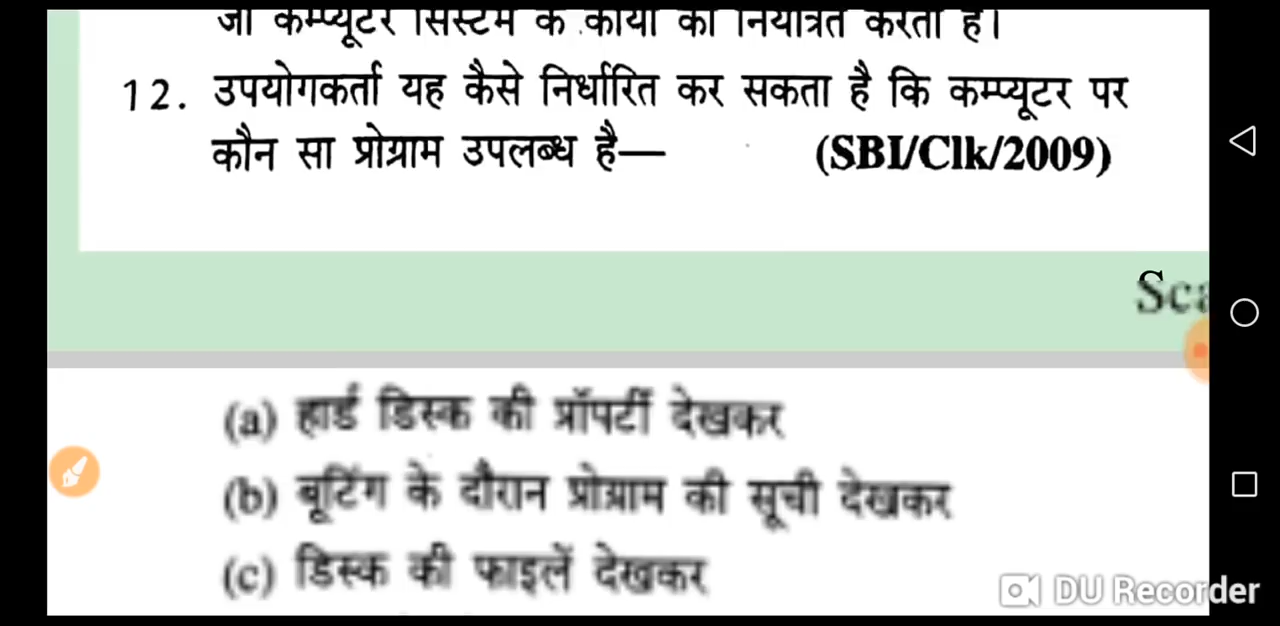 जो कम्प्यूटर सिस्टम के कार्यों को नियंत्रित करता है।
12. उपयोगकर्ता यह कैसे निर्धारित कर सकता है कि कम्प्यूटर पर
कौन सा प्रोग्राम उपलब्ध है— (SBI/Clk/2009)
Sca
(a) हार्ड डिस्क की प्रॉपर्टी देखकर
(b) बूटिंग के दौरान प्रोग्राम की सूची देखकर
(c) डिस्क की फाइलें देखकर
DU Recorder